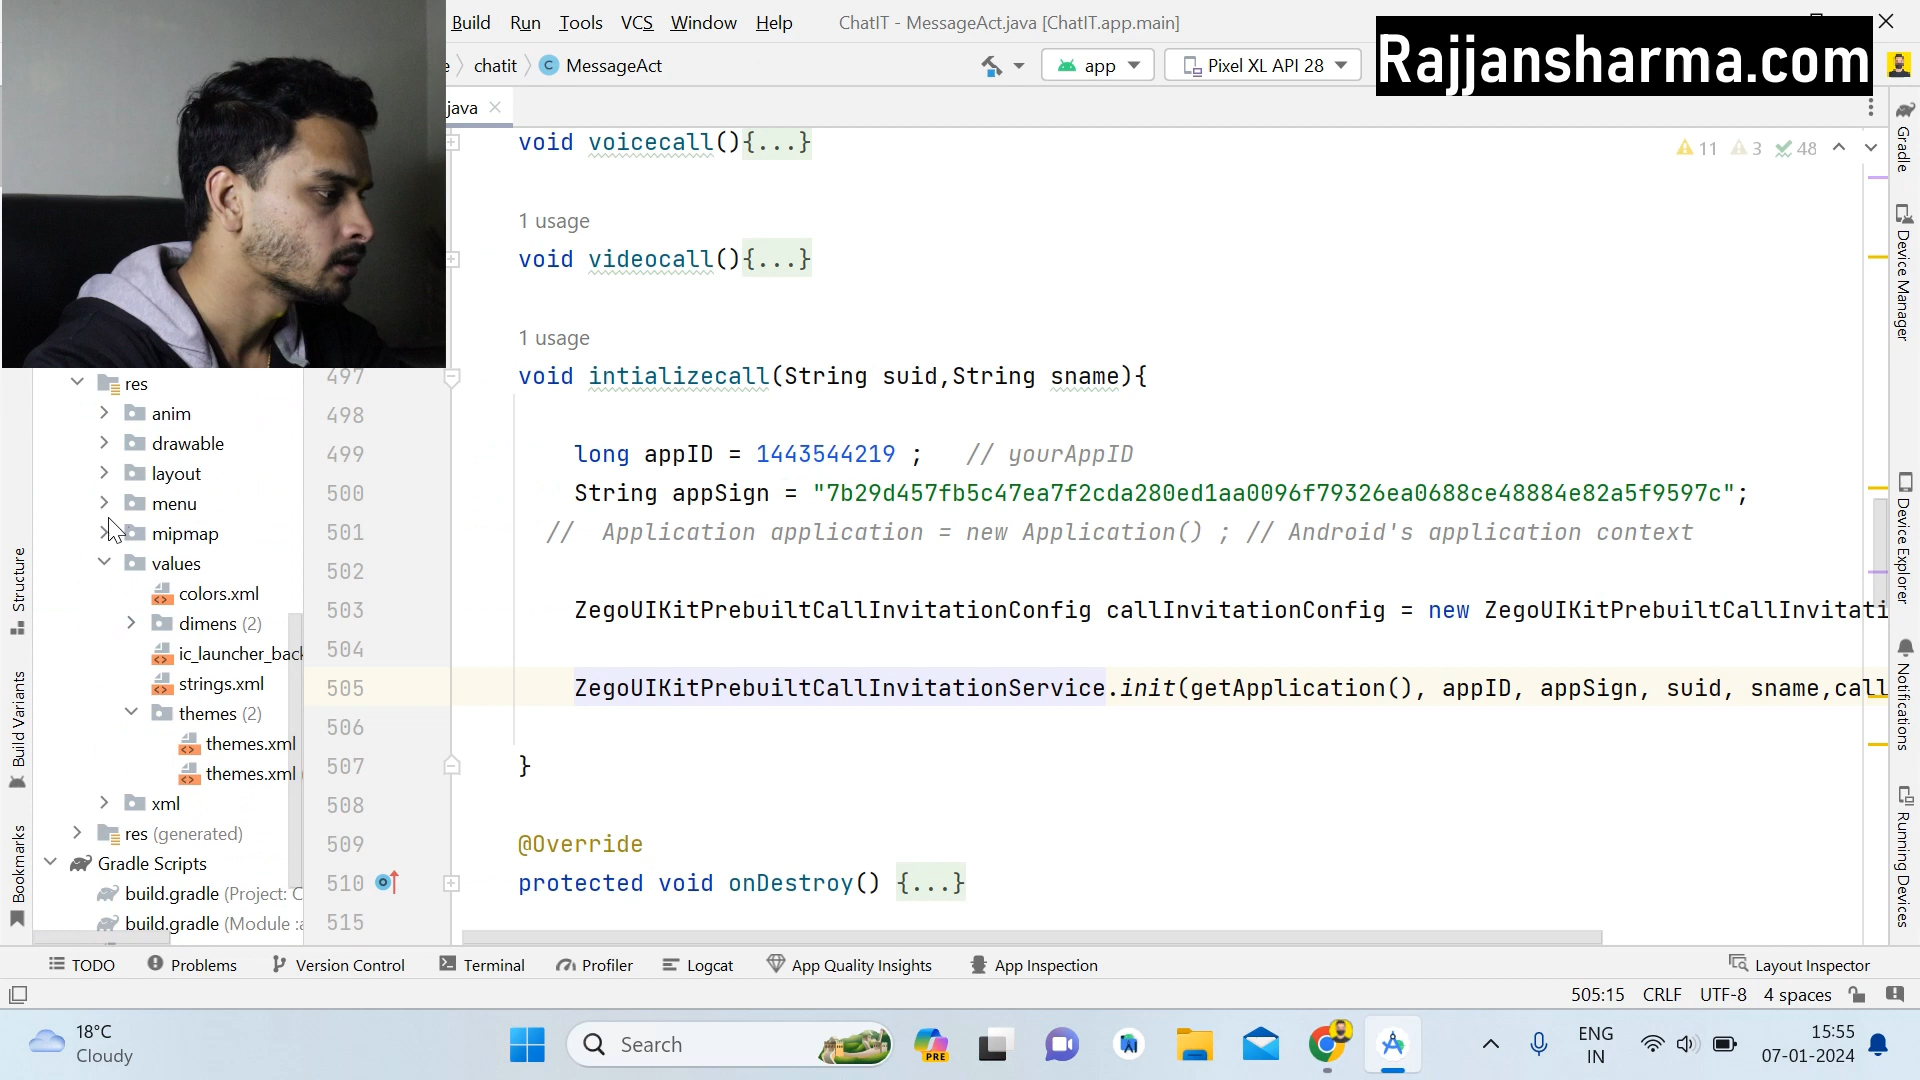 Build Run Tools VCS Window Help ChatIT - MessageAct.java [ChatIT.app.main]
Rajjansharma.com
chatit MessageAct app Pixel XL API 28
java
void voicecall(){...}
11 3 48
1 usage
void videocall(){...}
1 usage
497 void intializecall(String suid,String sname){
498
499 long appID = 1443544219 ; // yourAppID
500 String appSign = "7b29d457fb5c47ea7f2cda280ed1aa0096f79326ea0688ce48884e82a5f9597c";
501 // Application application = new Application() ; // Android's application context
502
503 ZegoUIKitPrebuiltCallInvitationConfig callInvitationConfig = new ZegoUIKitPrebuiltCallInvitati
504
505 ZegoUIKitPrebuiltCallInvitationService.init(getApplication(), appID, appSign, suid, sname,call
506
507 }
508
509 @Override
510 protected void onDestroy() {...}
515
res
anim
drawable
layout
menu
mipmap
values
colors.xml
dimens (2)
ic_launcher_back
strings.xml
themes (2)
themes.xml
themes.xml (
xml
res (generated)
Gradle Scripts
build.gradle (Project: C
build.gradle (Module :a
Structure
Build Variants
Bookmarks
Gradle
Device Manager
Device Explorer
Notifications
Running Devices
TODO Problems Version Control Terminal Profiler Logcat App Quality Insights App Inspection Layout Inspector
505:15 CRLF UTF-8 4 spaces
18°C
Cloudy
Search
PRE
ENG
IN
15:55
07-01-2024